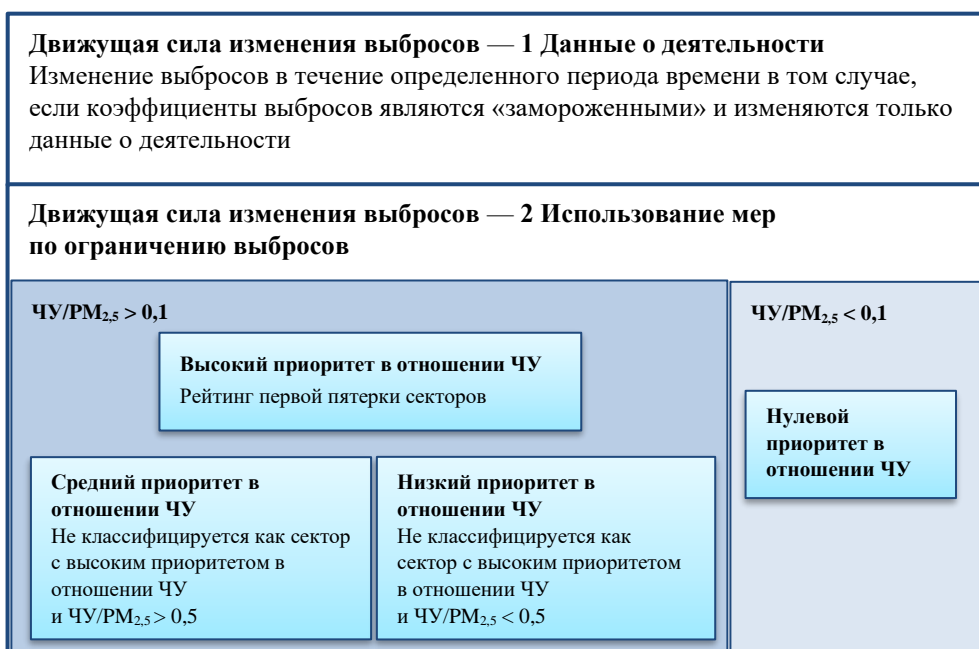 Движущая сила изменения выбросов — 1 Данные о деятельности
Изменение выбросов в течение определенного периода времени в том случае,
если коэффициенты выбросов являются «замороженными» и изменяются только
данные о деятельности
Движущая сила изменения выбросов — 2 Использование мер
по ограничению выбросов
ЧУ/PM2,5 > 0,1
Высокий приоритет в отношении ЧУ
Рейтинг первой пятерки секторов
Средний приоритет в
отношении ЧУ
Не классифицируется как сектор
с высоким приоритетом в
отношении ЧУ
и ЧУ/PM2,5 > 0,5
Низкий приоритет в
отношении ЧУ
Не классифицируется как
сектор с высоким приоритетом
в отношении ЧУ
и ЧУ/PM2,5 < 0,5
ЧУ/PM2,5 < 0,1
Нулевой
приоритет в
отношении ЧУ